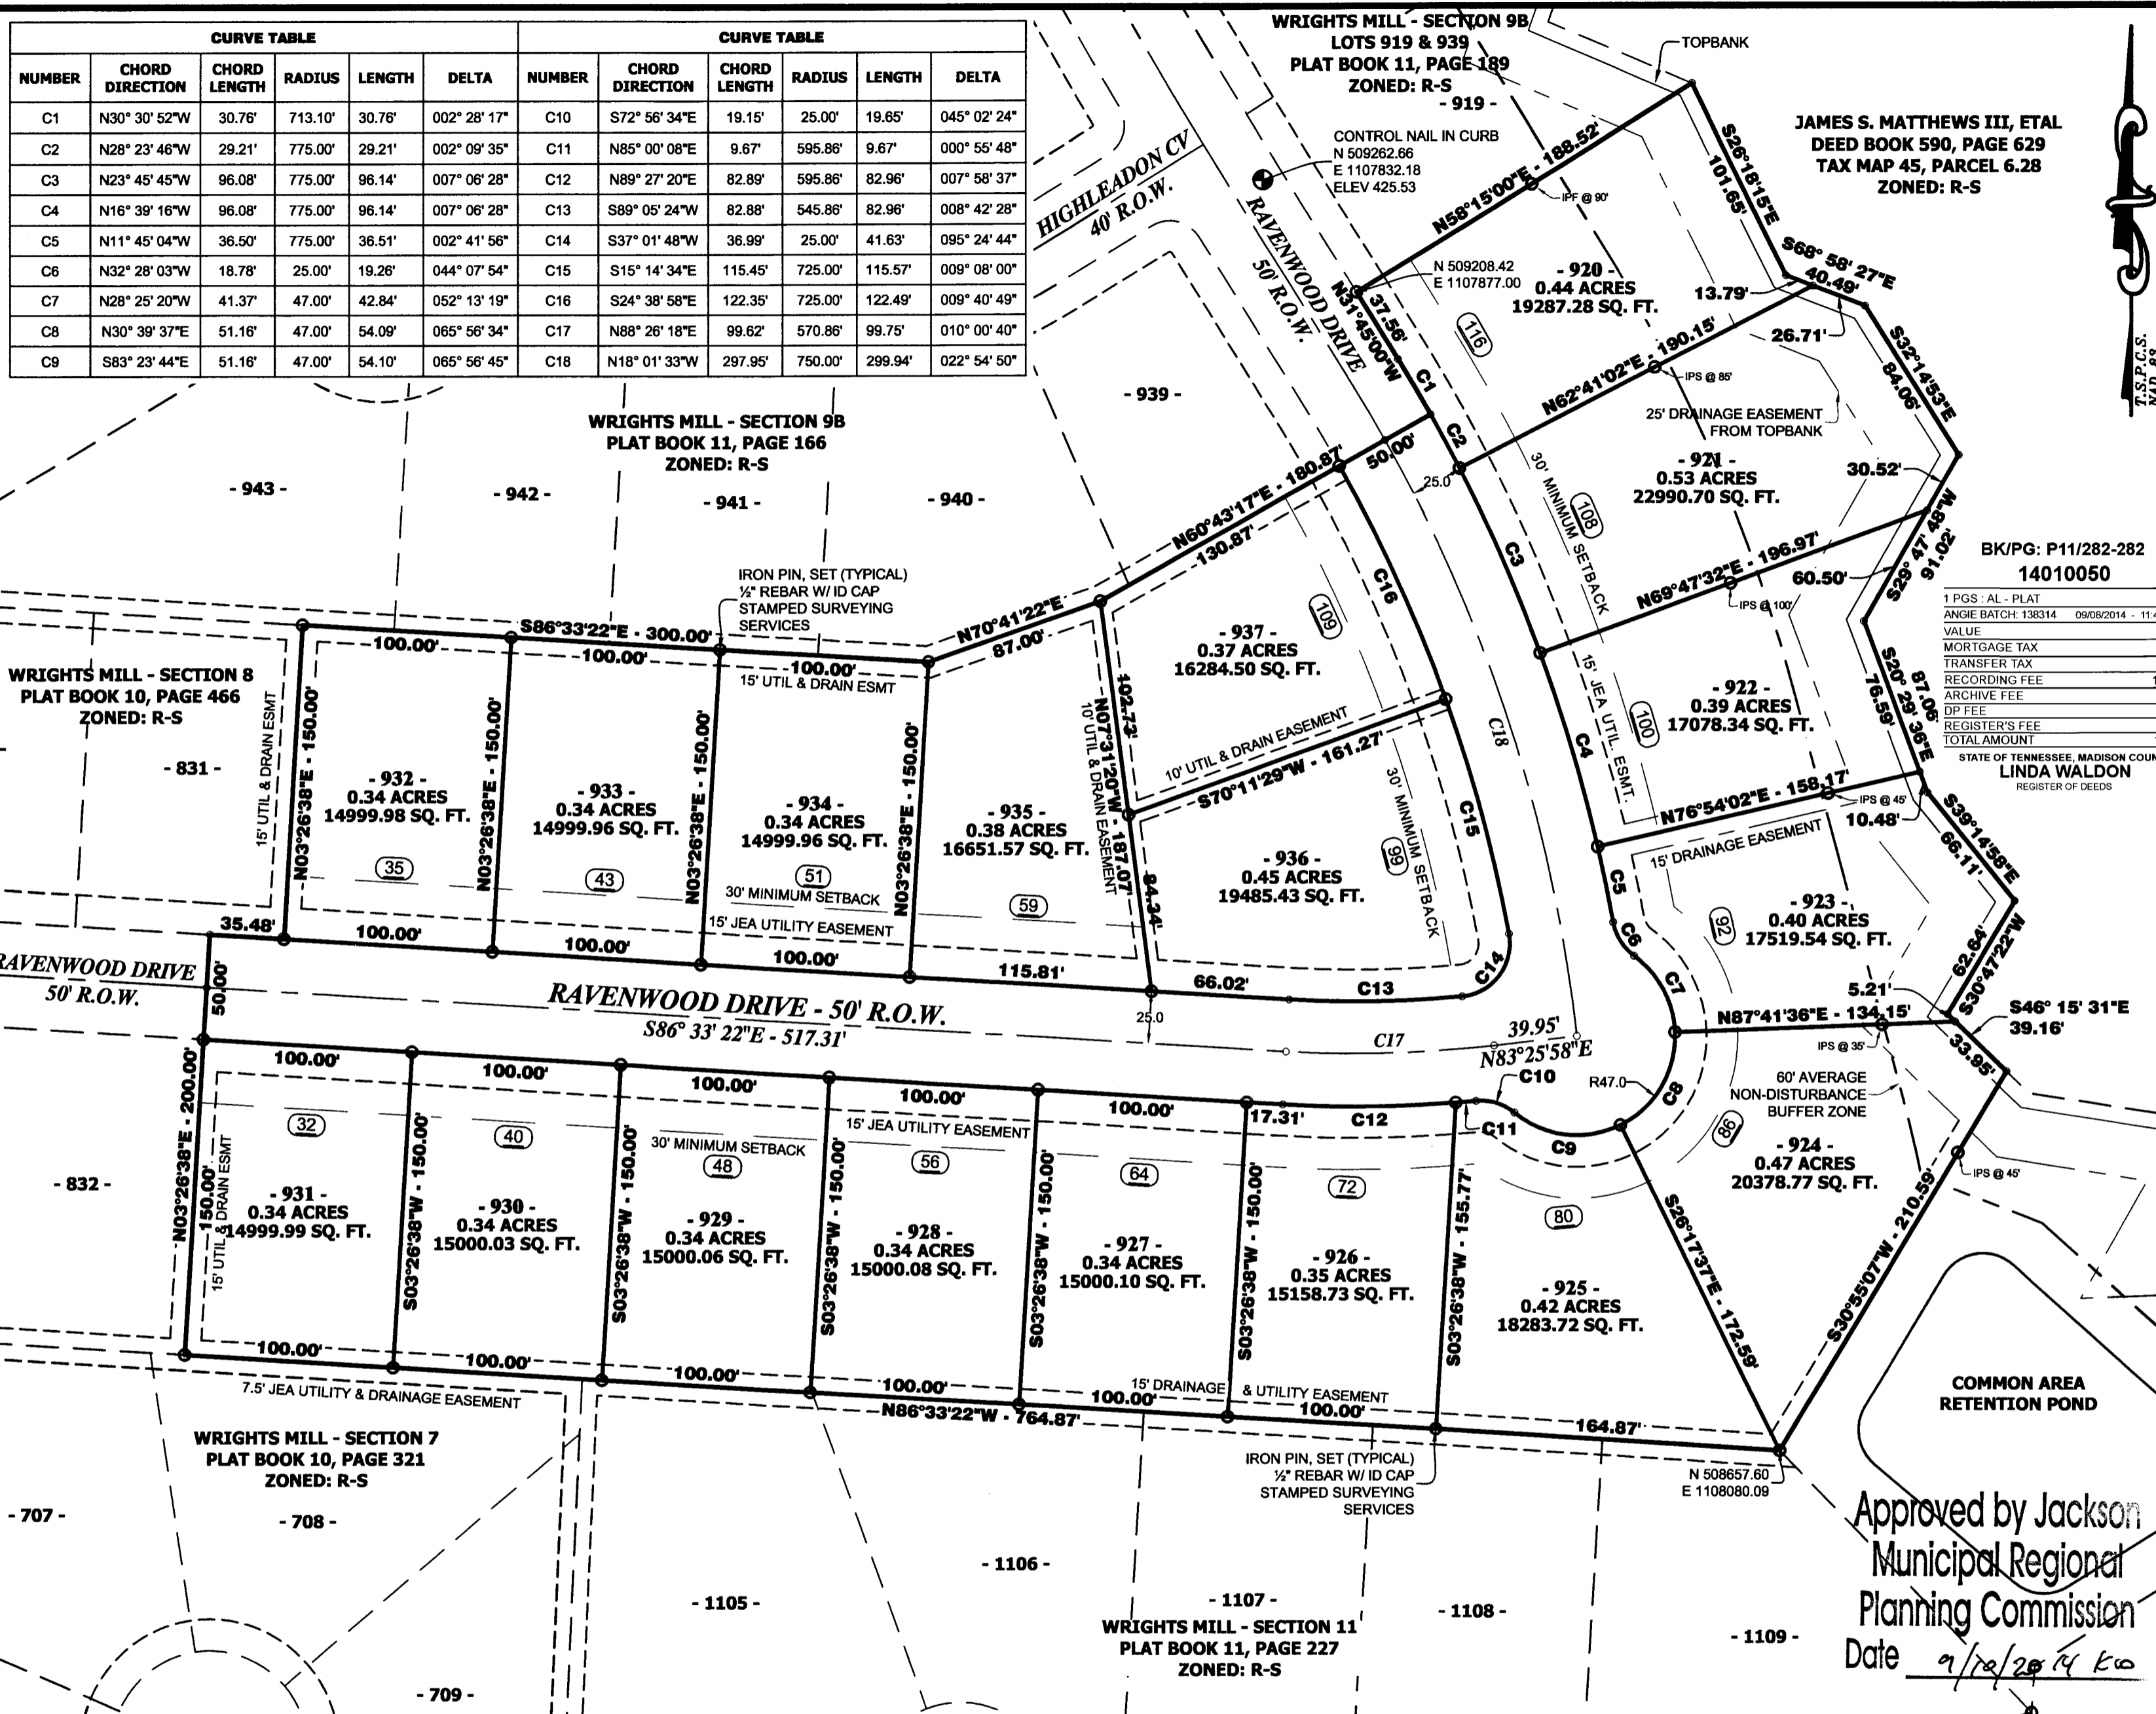 CURVE TABLE CURVE TABLE
NUMBER CHORD DIRECTION CHORD LENGTH RADIUS LENGTH DELTA NUMBER CHORD DIRECTION CHORD LENGTH RADIUS LENGTH DELTA
C1 N30° 30' 52"W 30.76' 713.10' 30.76' 002° 28' 17" C10 S72° 56' 34"E 19.15' 25.00' 19.65' 045° 02' 24"
C2 N28° 23' 46"W 29.21' 775.00' 29.21' 002° 09' 35" C11 N85° 00' 08"E 9.67' 595.86' 9.67' 000° 55' 48"
C3 N23° 45' 45"W 96.08' 775.00' 96.14' 007° 06' 28" C12 N89° 27' 20"E 82.89' 595.86' 82.96' 007° 58' 37"
C4 N16° 39' 16"W 96.08' 775.00' 96.14' 007° 06' 28" C13 S89° 05' 24"W 82.88' 545.86' 82.96' 008° 42' 28"
C5 N11° 45' 04"W 36.50' 775.00' 36.51' 002° 41' 56" C14 S37° 01' 48"W 36.99' 25.00' 41.63' 095° 24' 44"
C6 N32° 28' 03"W 18.78' 25.00' 19.26' 044° 07' 54" C15 S15° 14' 34"E 115.45' 725.00' 115.57' 009° 08' 00"
C7 N28° 25' 20"W 41.37' 47.00' 42.84' 052° 13' 19" C16 S24° 38' 58"E 122.35' 725.00' 122.49' 009° 40' 49"
C8 N30° 39' 37"E 51.16' 47.00' 54.09' 065° 56' 34" C17 N88° 26' 18"E 99.62' 570.86' 99.75' 010° 00' 40"
C9 S83° 23' 44"E 51.16' 47.00' 54.10' 065° 56' 45" C18 N18° 01' 33"W 297.95' 750.00' 299.94' 022° 54' 50"
WRIGHTS MILL - SECTION 9B
LOTS 919 & 939
PLAT BOOK 11, PAGE 189
ZONED: R-S
- 919 -
TOPBANK
JAMES S. MATTHEWS III, ETAL
DEED BOOK 590, PAGE 629
TAX MAP 45, PARCEL 6.28
ZONED: R-S
T.S.P.C.S.
NAD 83
CONTROL NAIL IN CURB
N 509262.66
E 1107832.18
ELEV 425.53
HIGHLEADON CV
40' R.O.W.
RAVENWOOD DRIVE
50' R.O.W.
N58°15'00"E - 188.52'
IPF @ 90'
S26°18'15"E
101.65'
S68° 58' 27"E
40.49'
13.79'
26.71'
N 509208.42
E 1107877.00
- 920 -
0.44 ACRES
19287.28 SQ. FT.
N31°45'00"W
37.56'
C1
116
N62°41'02"E - 190.15'
IPS @ 85'
S32°14'53"E
84.06'
25' DRAINAGE EASEMENT
FROM TOPBANK
- 939 -
C2
50.00'
25.0
30' MINIMUM SETBACK
- 921 -
0.53 ACRES
22990.70 SQ. FT.
108
30.52'
S29° 47' 48"W
91.02'
60.50'
N69°47'32"E - 196.97'
IPS @ 100'
C3
BK/PG: P11/282-282
14010050
1 PGS : AL - PLAT
ANGIE BATCH: 138314 09/08/2014 - 11:4
VALUE
MORTGAGE TAX
TRANSFER TAX
RECORDING FEE 1
ARCHIVE FEE
DP FEE
REGISTER'S FEE
TOTAL AMOUNT
STATE OF TENNESSEE, MADISON COUN
LINDA WALDON
REGISTER OF DEEDS
WRIGHTS MILL - SECTION 9B
PLAT BOOK 11, PAGE 166
ZONED: R-S
- 943 -
- 942 -
- 941 -
- 940 -
N60°43'17"E - 180.87'
130.87'
IRON PIN, SET (TYPICAL)
½" REBAR W/ ID CAP
STAMPED SURVEYING
SERVICES
N70°41'22"E
87.00'
S86°33'22"E - 300.00'
100.00'
100.00'
100.00'
15' UTIL & DRAIN ESMT
WRIGHTS MILL - SECTION 8
PLAT BOOK 10, PAGE 466
ZONED: R-S
- 831 -
15' UTIL & DRAIN ESMT
N03°26'38"E - 150.00'
- 932 -
0.34 ACRES
14999.98 SQ. FT.
35
N03°26'38"E - 150.00'
- 933 -
0.34 ACRES
14999.96 SQ. FT.
43
N03°26'38"E - 150.00'
- 934 -
0.34 ACRES
14999.96 SQ. FT.
51
30' MINIMUM SETBACK
15' JEA UTILITY EASEMENT
N03°26'38"E - 150.00'
- 935 -
0.38 ACRES
16651.57 SQ. FT.
59
102.73'
N07°31'20"W - 187.07'
10' UTIL & DRAIN EASEMENT
84.34'
- 937 -
0.37 ACRES
16284.50 SQ. FT.
109
C16
10' UTIL & DRAIN EASEMENT
S70°11'29"W - 161.27'
- 936 -
0.45 ACRES
19485.43 SQ. FT.
99
30' MINIMUM SETBACK
C15
C14
C18
15' JEA UTIL. ESMT.
C4
- 922 -
0.39 ACRES
17078.34 SQ. FT.
100
S20° 29' 36"E
87.06'
76.59'
N76°54'02"E - 158.17'
IPS @ 45'
10.48'
15' DRAINAGE EASEMENT
S39°14'58"E
66.11'
C5
C6
C7
- 923 -
0.40 ACRES
17519.54 SQ. FT.
92
62.64'
S30°47'22"W
5.21'
S46° 15' 31"E
39.16'
33.95'
N87°41'36"E - 134.15'
IPS @ 35'
35.48'
100.00'
100.00'
100.00'
115.81'
66.02'
C13
RAVENWOOD DRIVE
50' R.O.W.
50.00'
RAVENWOOD DRIVE - 50' R.O.W.
S86° 33' 22"E - 517.31'
25.0
C17
39.95'
N83°25'58"E
C10
R47.0
C8
60' AVERAGE
NON-DISTURBANCE
BUFFER ZONE
86
- 924 -
0.47 ACRES
20378.77 SQ. FT.
IPS @ 45'
S30°55'07"W - 210.59'
100.00'
100.00'
100.00'
100.00'
100.00'
17.31'
C12
C11
C9
- 832 -
N03°26'38"E - 200.00'
150.00'
15' UTIL & DRAIN ESMT
32
- 931 -
0.34 ACRES
14999.99 SQ. FT.
S03°26'38"W - 150.00'
40
- 930 -
0.34 ACRES
15000.03 SQ. FT.
S03°26'38"W - 150.00'
30' MINIMUM SETBACK
48
- 929 -
0.34 ACRES
15000.06 SQ. FT.
S03°26'38"W - 150.00'
15' JEA UTILITY EASEMENT
56
- 928 -
0.34 ACRES
15000.08 SQ. FT.
S03°26'38"W - 150.00'
64
- 927 -
0.34 ACRES
15000.10 SQ. FT.
S03°26'38"W - 150.00'
72
- 926 -
0.35 ACRES
15158.73 SQ. FT.
S03°26'38"W - 155.77'
80
- 925 -
0.42 ACRES
18283.72 SQ. FT.
S26°17'37"E - 172.59'
100.00'
100.00'
100.00'
100.00'
100.00'
100.00'
164.87'
15' DRAINAGE & UTILITY EASEMENT
N86°33'22"W - 764.87'
7.5' JEA UTILITY & DRAINAGE EASEMENT
WRIGHTS MILL - SECTION 7
PLAT BOOK 10, PAGE 321
ZONED: R-S
- 707 -
- 708 -
- 709 -
IRON PIN, SET (TYPICAL)
½" REBAR W/ ID CAP
STAMPED SURVEYING
SERVICES
N 508657.60
E 1108080.09
COMMON AREA
RETENTION POND
- 1105 -
- 1106 -
- 1107 -
- 1108 -
- 1109 -
WRIGHTS MILL - SECTION 11
PLAT BOOK 11, PAGE 227
ZONED: R-S
Approved by Jackson
Municipal Regional
Planning Commission
Date